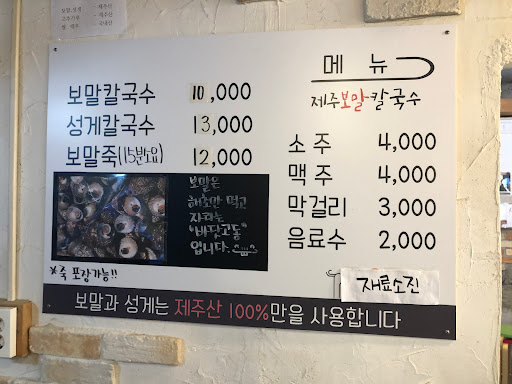 메뉴
제주보말칼국수
보말칼국수 10,000
성게칼국수 13,000
보말죽(15분소요) 12,000
소주 4,000
맥주 4,000
막걸리 3,000
음료수 2,000
보말은
해초만 먹고
자라는
"바닷고동"
입니다.
※죽 포장가능!!
재료소진
보말과 성게는 제주산 100%만을 사용합니다